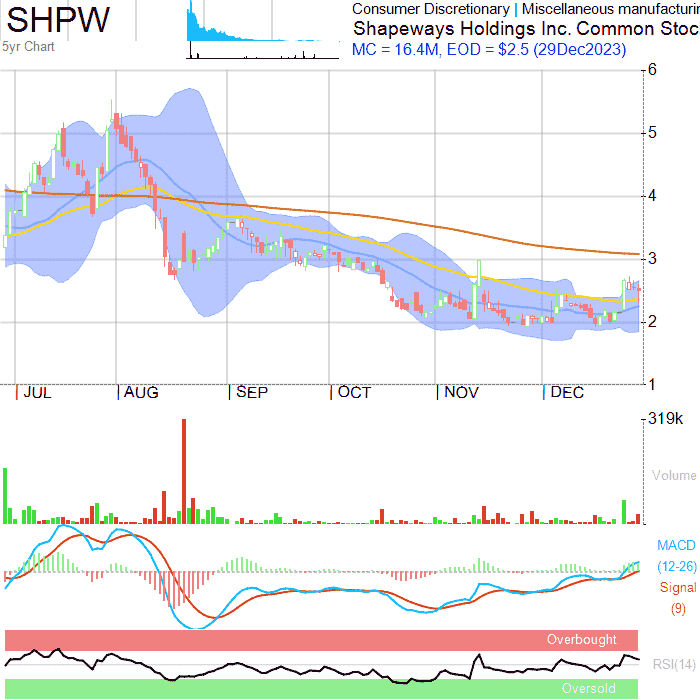 SHPW
5yr Chart
Consumer Discretionary | Miscellaneous manufacturin
Shapeways Holdings Inc. Common Stoc
MC = 16.4M, EOD = $2.5 (29Dec2023)
6
5
4
3
2
1
JUL AUG SEP OCT NOV DEC
319k
Volume
MACD
(12-26)
Signal
(9)
Overbought
RSI(14)
Oversold